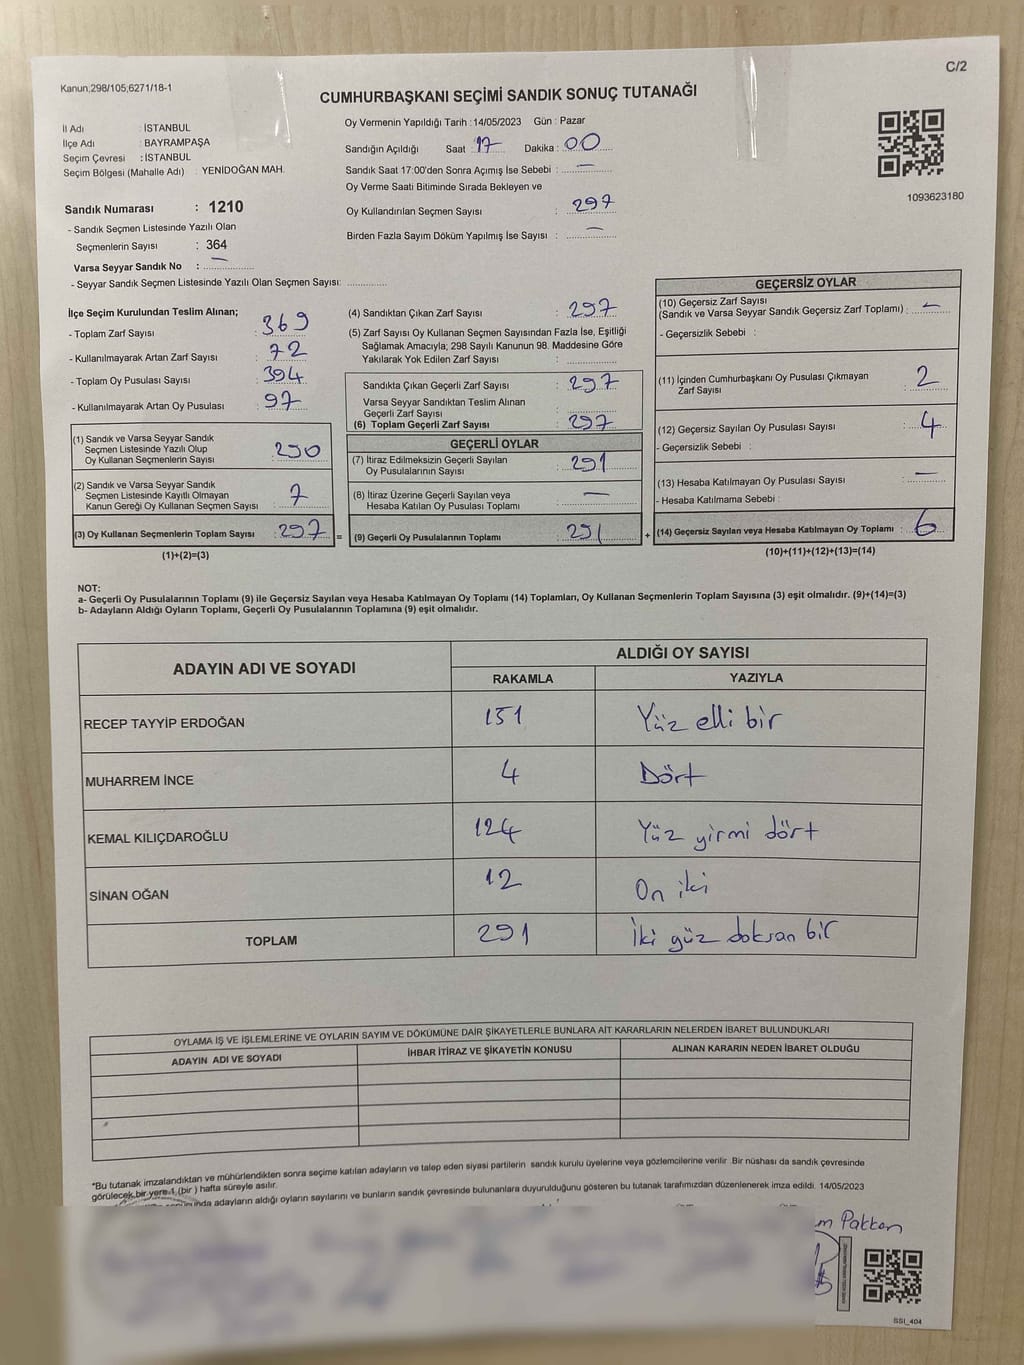 C/2
Kanun;298/105;6271/18-1
CUMHURBAŞKANI SEÇİMİ SANDIK SONUÇ TUTANAĞI
İl Adı : İSTANBUL
İlçe Adı : BAYRAMPAŞA
Seçim Çevresi : İSTANBUL
Seçim Bölgesi (Mahalle Adı) : YENİDOĞAN MAH.
Oy Vermenin Yapıldığı Tarih :14/05/2023 Gün : Pazar
Sandığın Açıldığı Saat :17 Dakika : 00
Sandık Saat 17:00'den Sonra Açımış İse Sebebi : —
Oy Verme Saati Bitiminde Sırada Bekleyen ve
Oy Kullandırılan Seçmen Sayısı : 297
Birden Fazla Sayım Döküm Yapılmış İse Sayısı : —
1093623180
Sandık Numarası : 1210
- Sandık Seçmen Listesinde Yazılı Olan
Seçmenlerin Sayısı : 364
Varsa Seyyar Sandık No : —
- Seyyar Sandık Seçmen Listesinde Yazılı Olan Seçmen Sayısı: ..............
İlçe Seçim Kurulundan Teslim Alınan;
- Toplam Zarf Sayısı : 369
- Kullanılmayarak Artan Zarf Sayısı : 72
- Toplam Oy Pusulası Sayısı : 394
- Kullanılmayarak Artan Oy Pusulası : 97
(1) Sandık ve Varsa Seyyar Sandık
Seçmen Listesinde Yazılı Olup
Oy Kullanan Seçmenlerin Sayısı : 290
(2) Sandık ve Varsa Seyyar Sandık
Seçmen Listesinde Kayıtlı Olmayan
Kanun Gereği Oy Kullanan Seçmen Sayısı : 7
(3) Oy Kullanan Seçmenlerin Toplam Sayısı : 297 =
(1)+(2)=(3)
(4) Sandıktan Çıkan Zarf Sayısı : 297
(5) Zarf Sayısı Oy Kullanan Seçmen Sayısından Fazla İse, Eşitliği
Sağlamak Amacıyla; 298 Sayılı Kanunun 98. Maddesine Göre
Yakılarak Yok Edilen Zarf Sayısı :
Sandıkta Çıkan Geçerli Zarf Sayısı : 297
Varsa Seyyar Sandıktan Teslim Alınan
Geçerli Zarf Sayısı :
(6) Toplam Geçerli Zarf Sayısı : 297
GEÇERLİ OYLAR
(7) İtiraz Edilmeksizin Geçerli Sayılan
Oy Pusulalarının Sayısı : 291
(8) İtiraz Üzerine Geçerli Sayılan veya
Hesaba Katılan Oy Pusulası Toplamı : —
(9) Geçerli Oy Pusulalarının Toplamı : 291 +
GEÇERSİZ OYLAR
(10) Geçersiz Zarf Sayısı
(Sandık ve Varsa Seyyar Sandık Geçersiz Zarf Toplamı) : —
- Geçersizlik Sebebi :
(11) İçinden Cumhurbaşkanı Oy Pusulası Çıkmayan
Zarf Sayısı : 2
(12) Geçersiz Sayılan Oy Pusulası Sayısı : 4
- Geçersizlik Sebebi :
(13) Hesaba Katılmayan Oy Pusulası Sayısı : —
- Hesaba Katılmama Sebebi :
(14) Geçersiz Sayılan veya Hesaba Katılmayan Oy Toplamı : 6
(10)+(11)+(12)+(13)=(14)
NOT:
a- Geçerli Oy Pusulalarının Toplamı (9) ile Geçersiz Sayılan veya Hesaba Katılmayan Oy Toplamı (14) Toplamları, Oy Kullanan Seçmenlerin Toplam Sayısına (3) eşit olmalıdır. (9)+(14)=(3)
b- Adayların Aldığı Oyların Toplamı, Geçerli Oy Pusulalarının Toplamına (9) eşit olmalıdır.
ADAYIN ADI VE SOYADI ALDIĞI OY SAYISI
RAKAMLA YAZIYLA
RECEP TAYYİP ERDOĞAN 151 Yüz elli bir
MUHARREM İNCE 4 Dört
KEMAL KILIÇDAROĞLU 124 Yüz yirmi dört
SİNAN OĞAN 12 On iki
TOPLAM 291 İki yüz doksan bir
OYLAMA İŞ VE İŞLEMLERİNE VE OYLARIN SAYIM VE DÖKÜMÜNE DAİR ŞİKAYETLERLE BUNLARA AİT KARARLARIN NELERDEN İBARET BULUNDUKLARI
ADAYIN ADI VE SOYADI İHBAR İTİRAZ VE ŞİKAYETİN KONUSU ALINAN KARARIN NEDEN İBARET OLDUĞU
*Bu tutanak imzalandıktan ve mühürlendikten sonra seçime katılan adayların ve talep eden siyasi partilerin sandık kurulu üyelerine veya gözlemcilerine verilir .Bir nüshası da sandık çevresinde
görülecek bir yere 1 (bir ) hafta süreyle asılır.
adayların aldığı oyların sayılarını ve bunların sandık çevresinde bulunanlara duyurulduğunu gösteren bu tutanak tarafımızdan düzenlenerek imza edildi. 14/05/2023
SSI_404